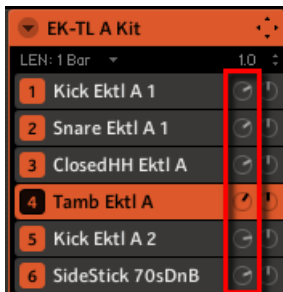 EK-TL A Kit
LEN: 1 Bar 1.0
1 Kick Ektl A 1
2 Snare Ektl A 1
3 ClosedHH Ektl A
4 Tamb Ektl A
5 Kick Ektl A 2
6 SideStick 70sDnB